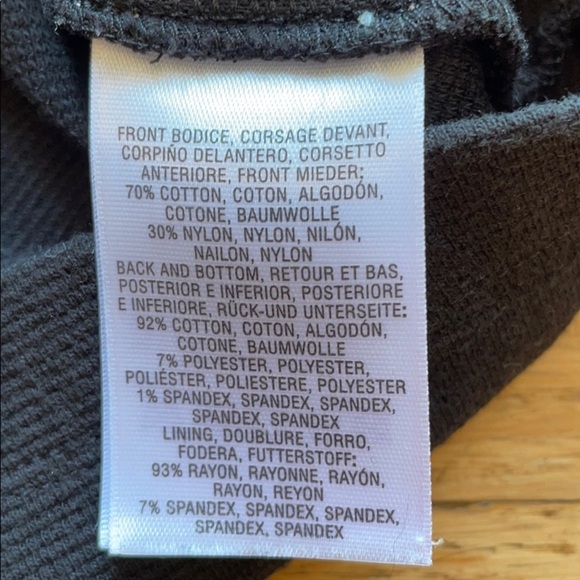 FRONT BODICE, CORSAGE DEVANT,
CORPIÑO DELANTERO, CORSETTO
ANTERIORE, FRONT MIEDER:
70% COTTON, COTON, ALGODÓN,
COTONE, BAUMWOLLE
30% NYLON, NYLON, NILÓN,
NAILON, NYLON
BACK AND BOTTOM, RETOUR ET BAS,
POSTERIOR E INFERIOR, POSTERIORE
E INFERIORE, RÜCK-UND UNTERSEITE:
92% COTTON, COTON, ALGODÓN,
COTONE, BAUMWOLLE
7% POLYESTER, POLYESTER,
POLIÉSTER, POLIESTERE, POLYESTER
1% SPANDEX, SPANDEX, SPANDEX,
SPANDEX, SPANDEX
LINING, DOUBLURE, FORRO,
FODERA, FUTTERSTOFF:
93% RAYON, RAYONNE, RAYÓN,
RAYON, REYON
7% SPANDEX, SPANDEX, SPANDEX,
SPANDEX, SPANDEX